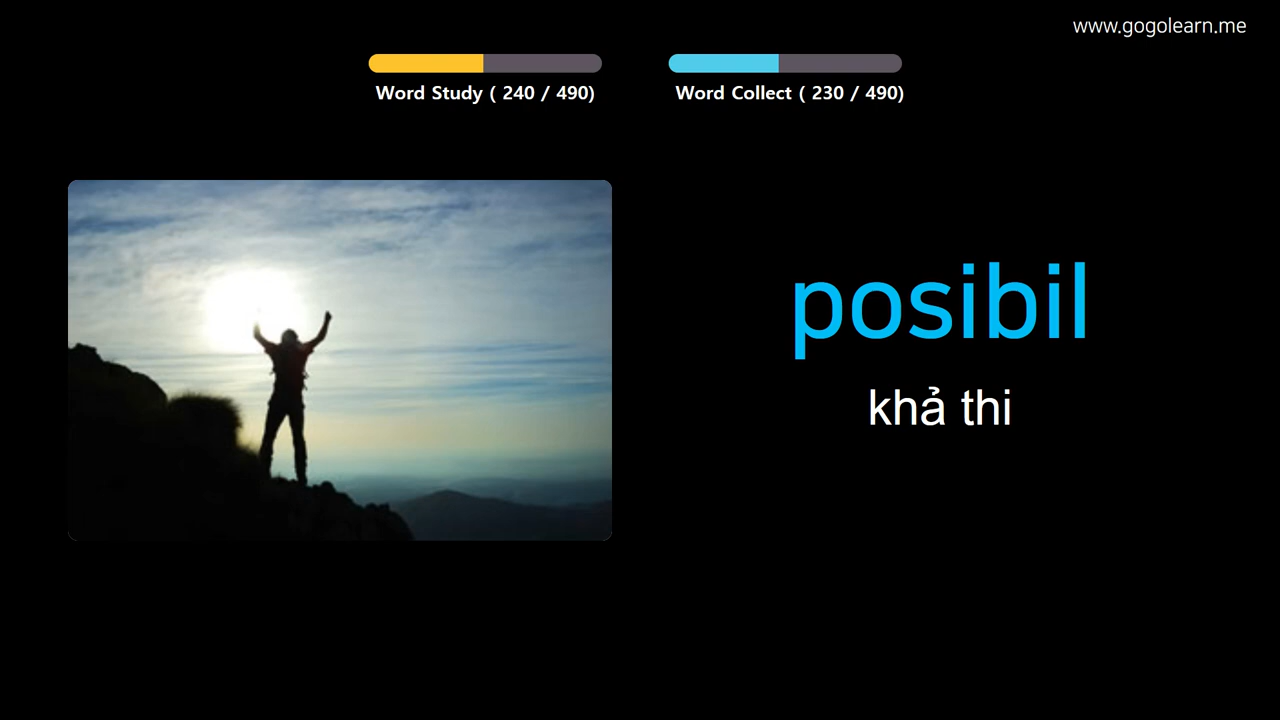 www.gogolearn.me
Word Study ( 240 / 490)
Word Collect ( 230 / 490)
posibil
khả thi